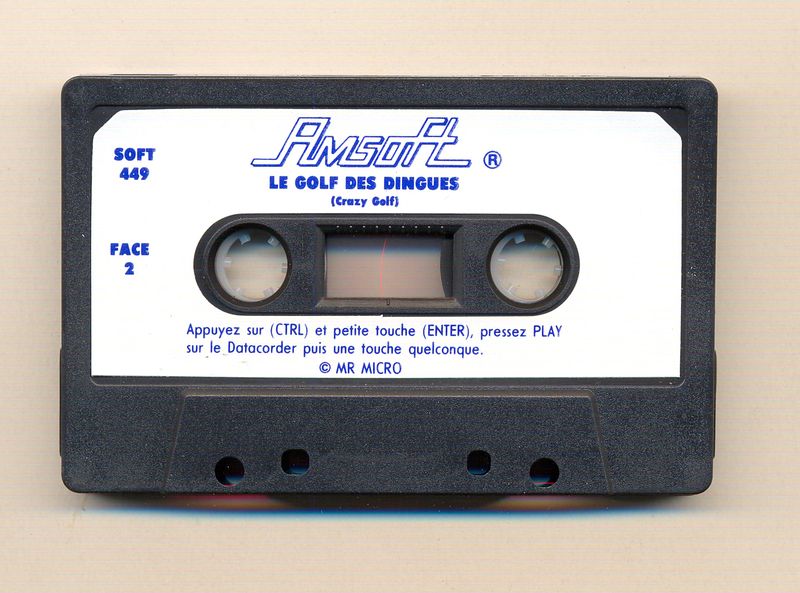 Amsoft ®
SOFT
449
LE GOLF DES DINGUES
(Crazy Golf)
FACE
2
Appuyez sur (CTRL) et petite touche (ENTER), pressez PLAY
sur le Datacorder puis une touche quelconque.
© MR MICRO